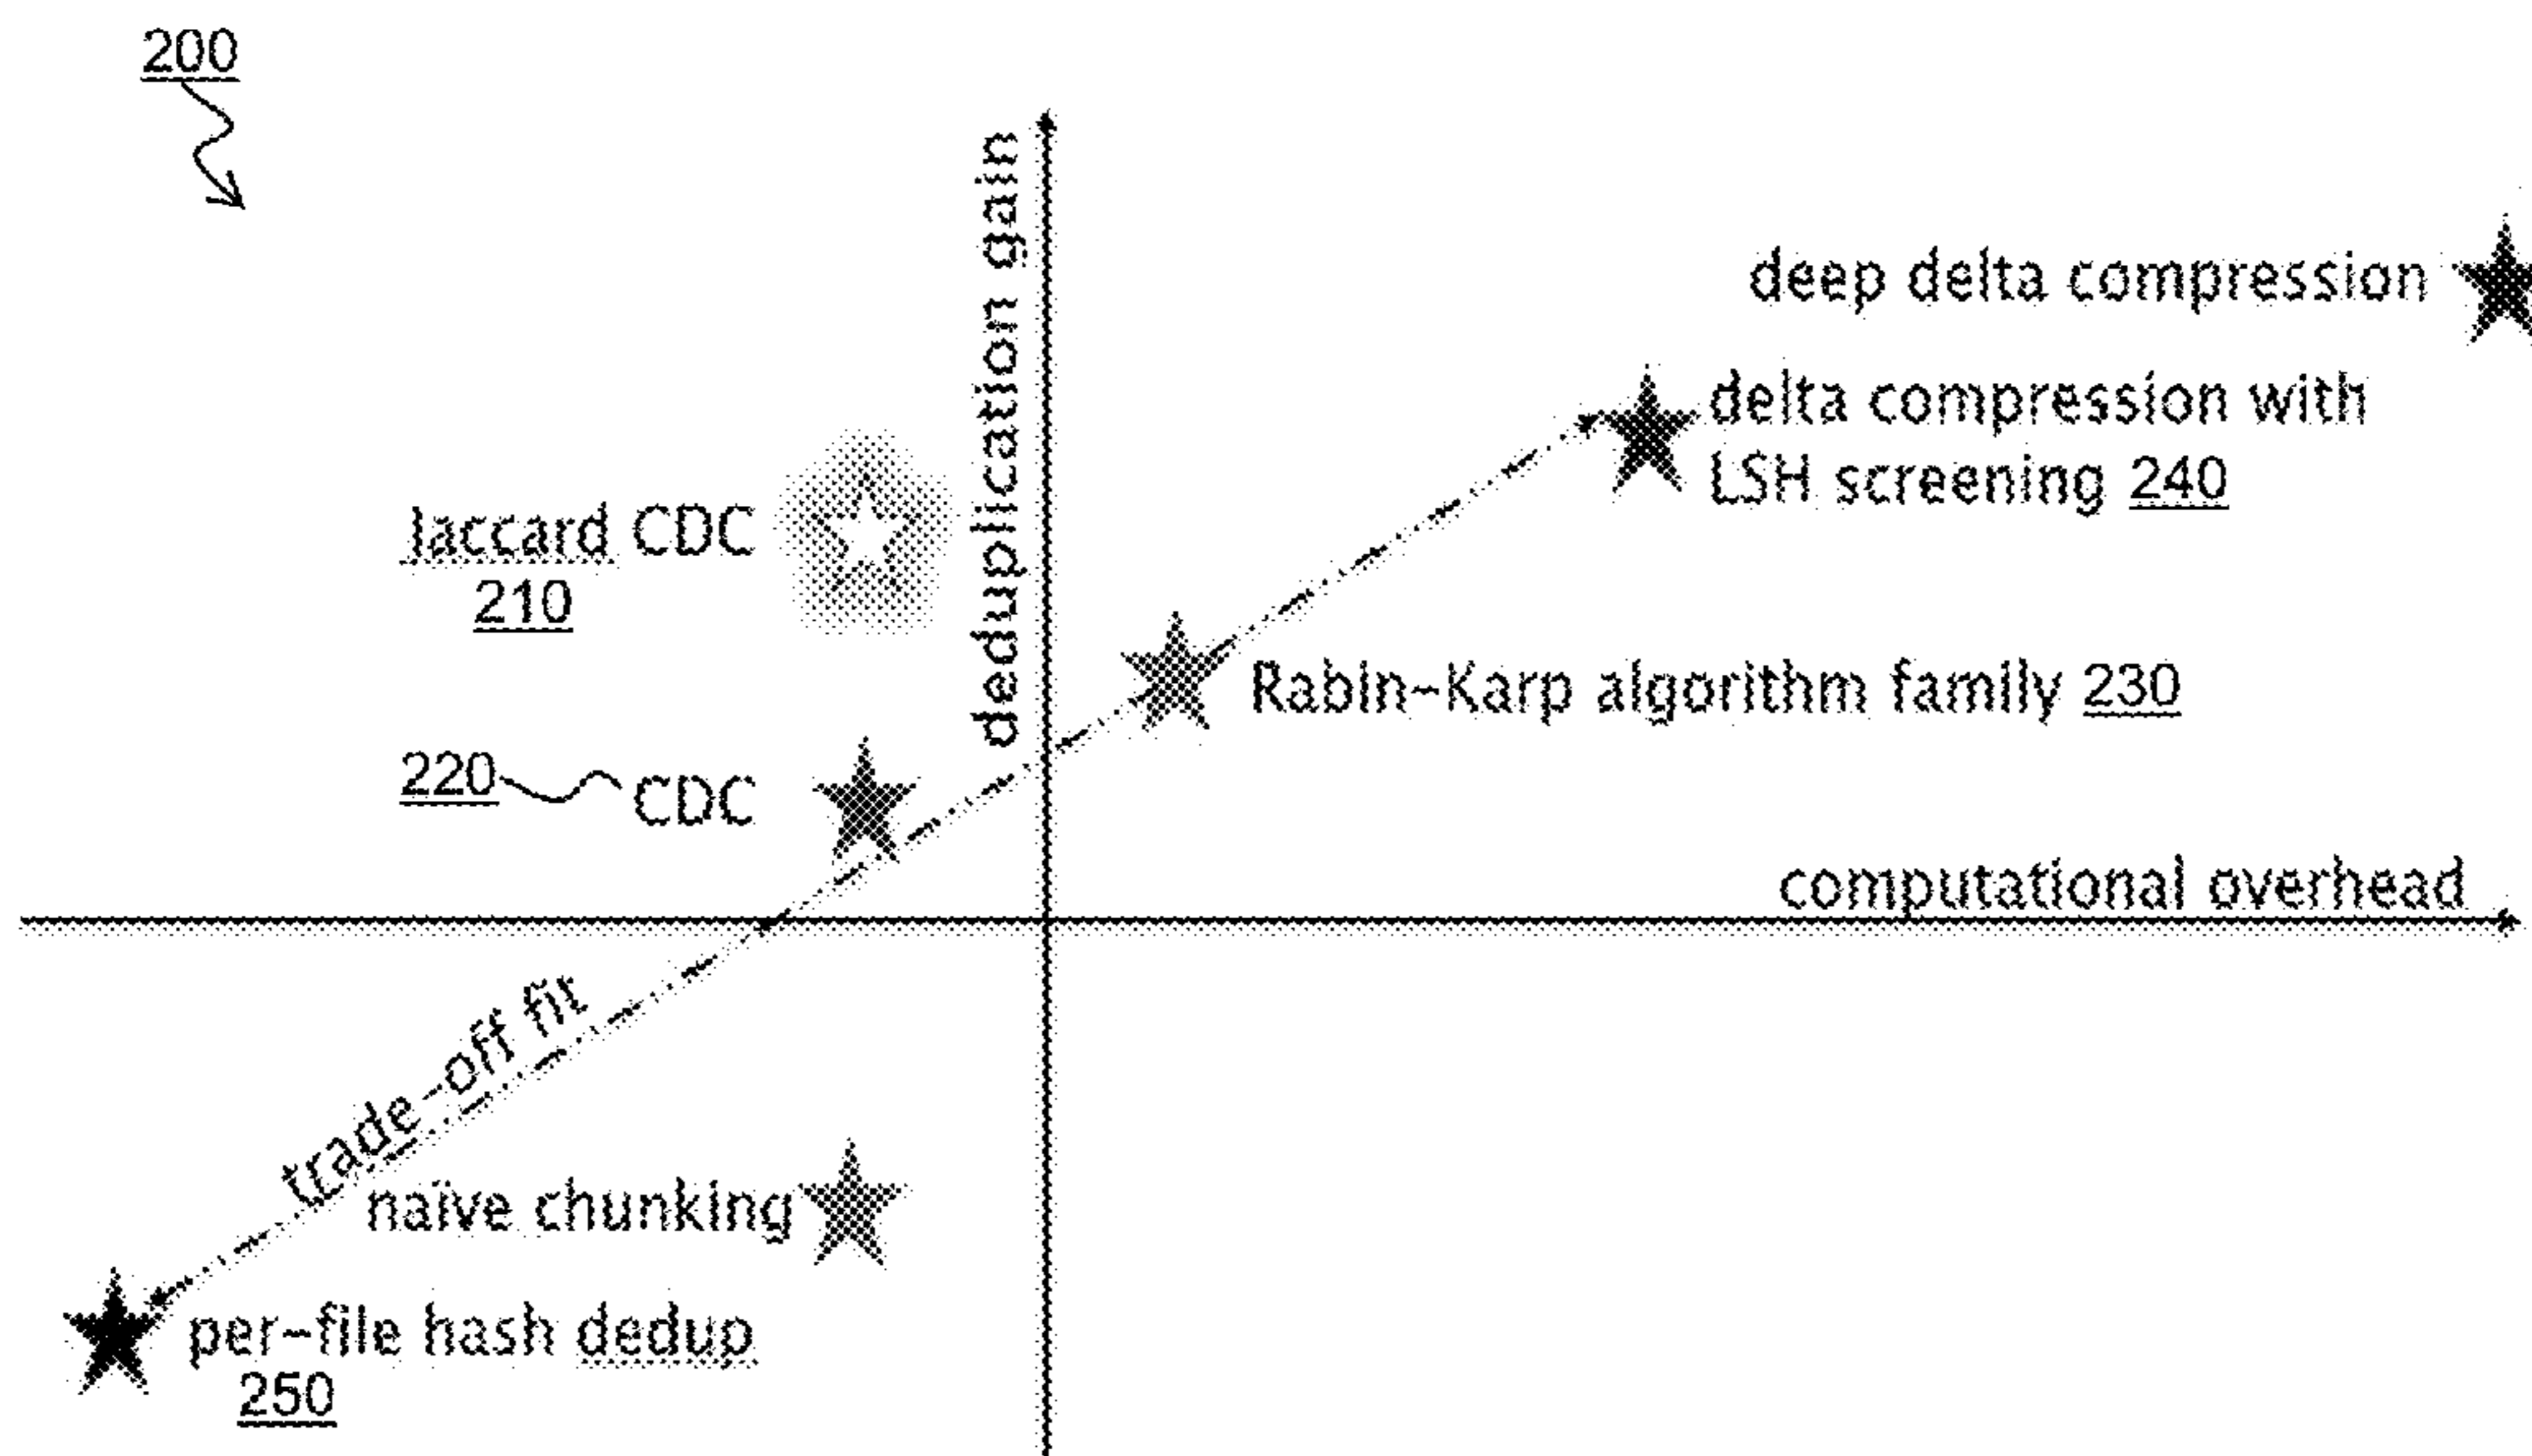 200
deduplication gain
deep delta compression
delta compression with
LSH screening 240
Jaccard CDC
210
Rabin-Karp algorithm family 230
220 CDC
computational overhead
trade-off fit
naïve chunking
per-file hash dedup
250